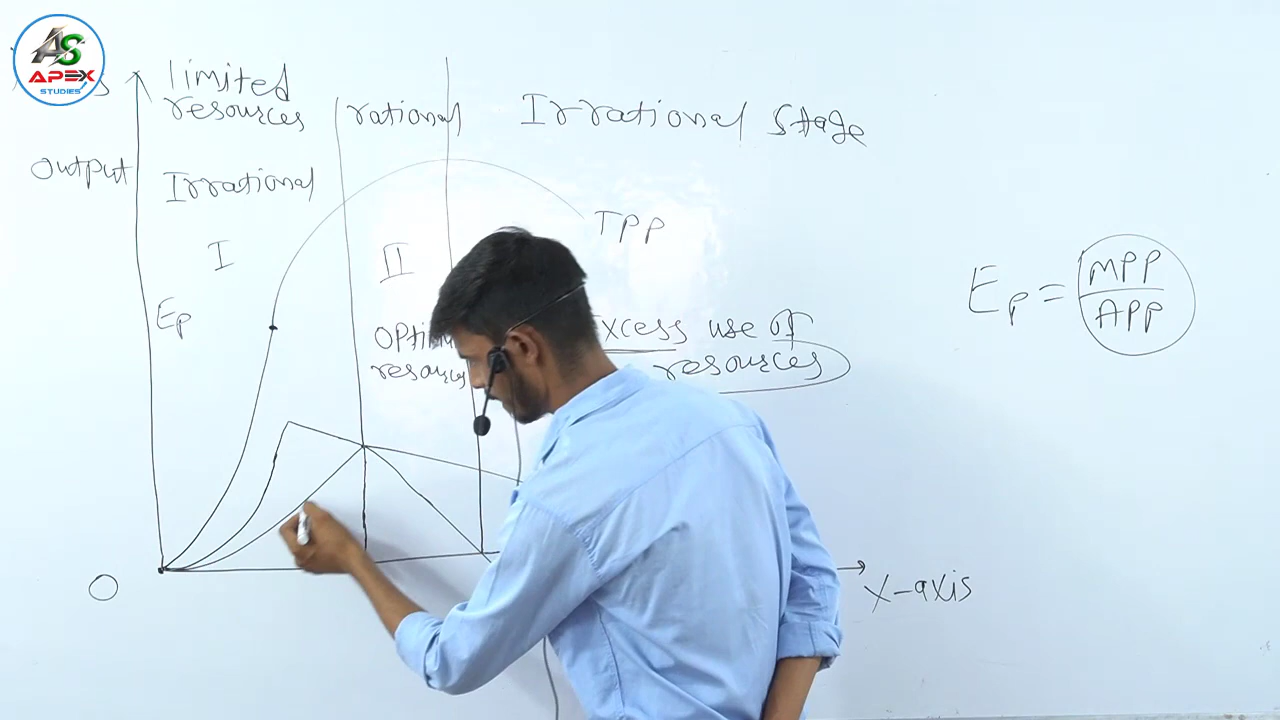 AS
APEX
STUDIES
limited
resources
rational
Irrational stage
output
Irrational
TPP
I
II
Ep
Ep = MPP
APP
excess use of
resources
resources
O
X-axis